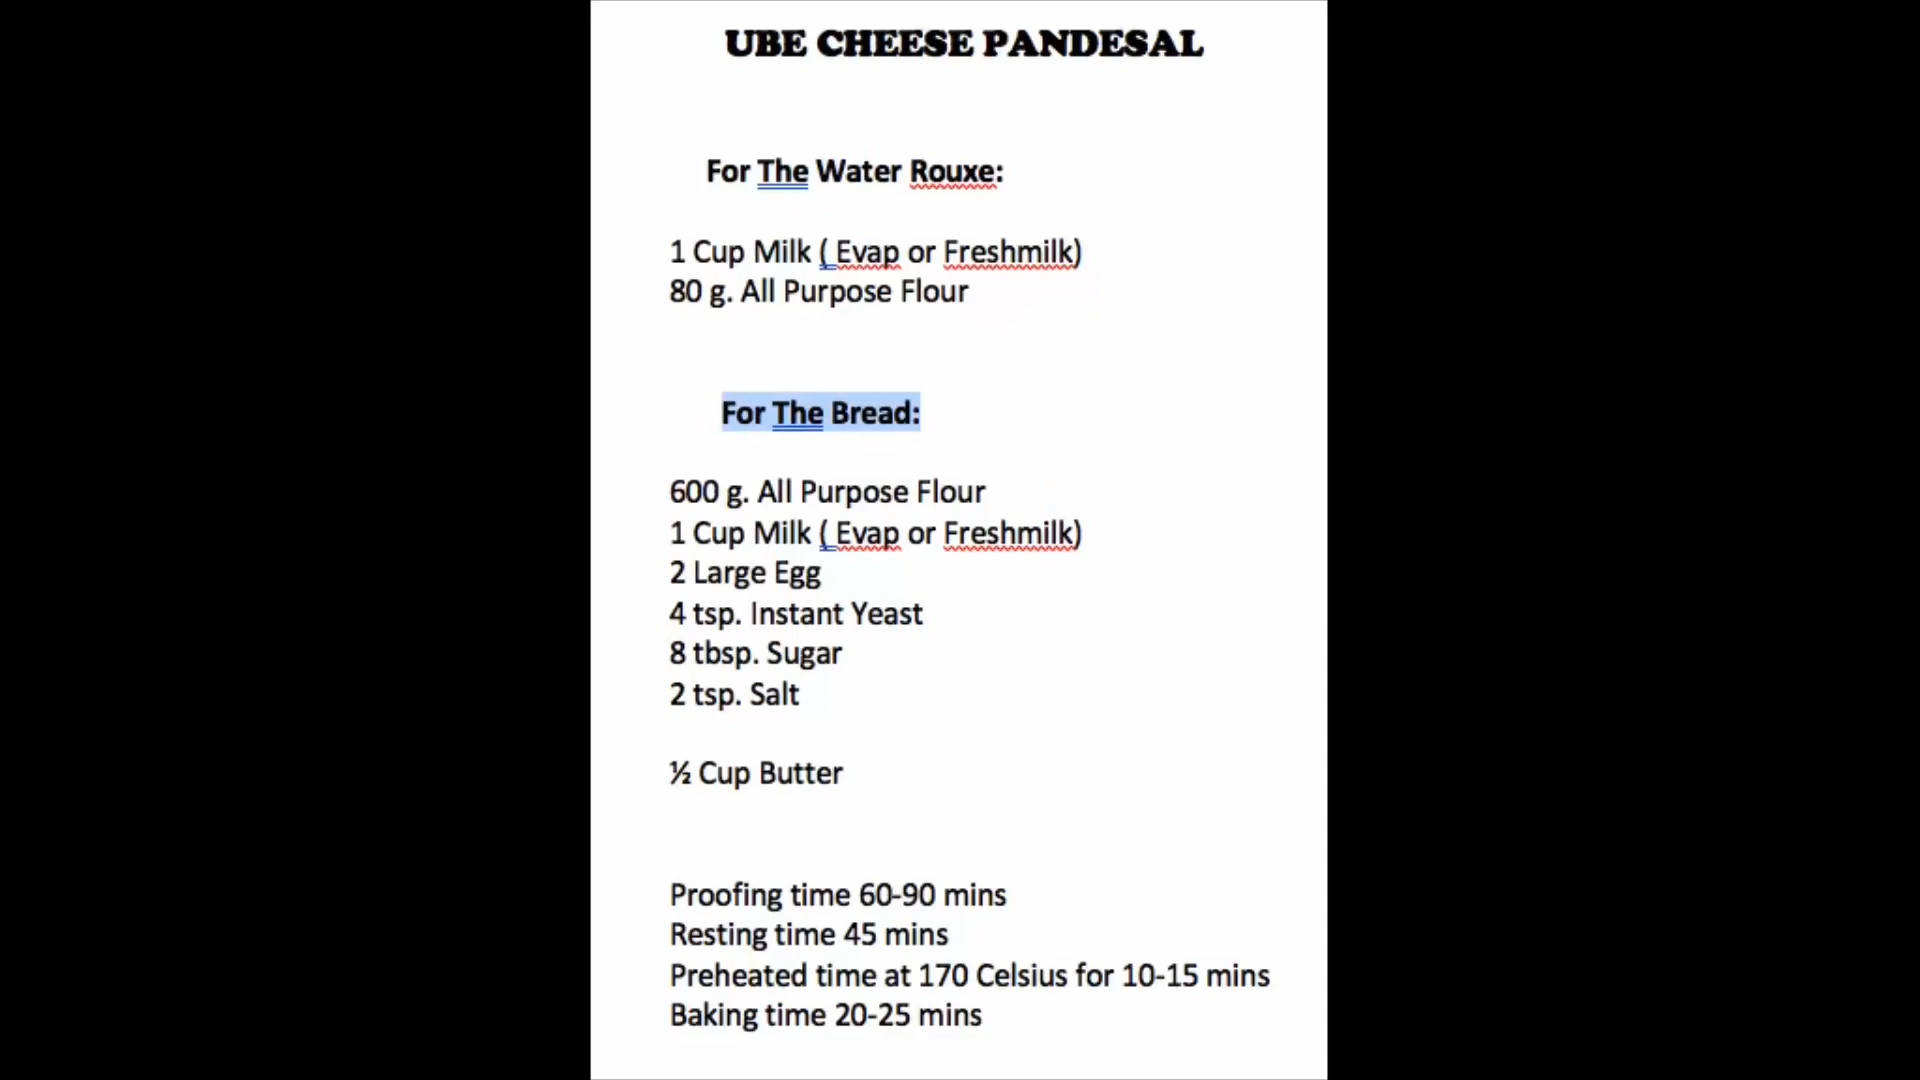 UBE CHEESE PANDESAL
For The Water Rouxe:
1 Cup Milk ( Evap or Freshmilk)
80 g. All Purpose Flour
For The Bread:
600 g. All Purpose Flour
1 Cup Milk ( Evap or Freshmilk)
2 Large Egg
4 tsp. Instant Yeast
8 tbsp. Sugar
2 tsp. Salt
½ Cup Butter
Proofing time 60-90 mins
Resting time 45 mins
Preheated time at 170 Celsius for 10-15 mins
Baking time 20-25 mins